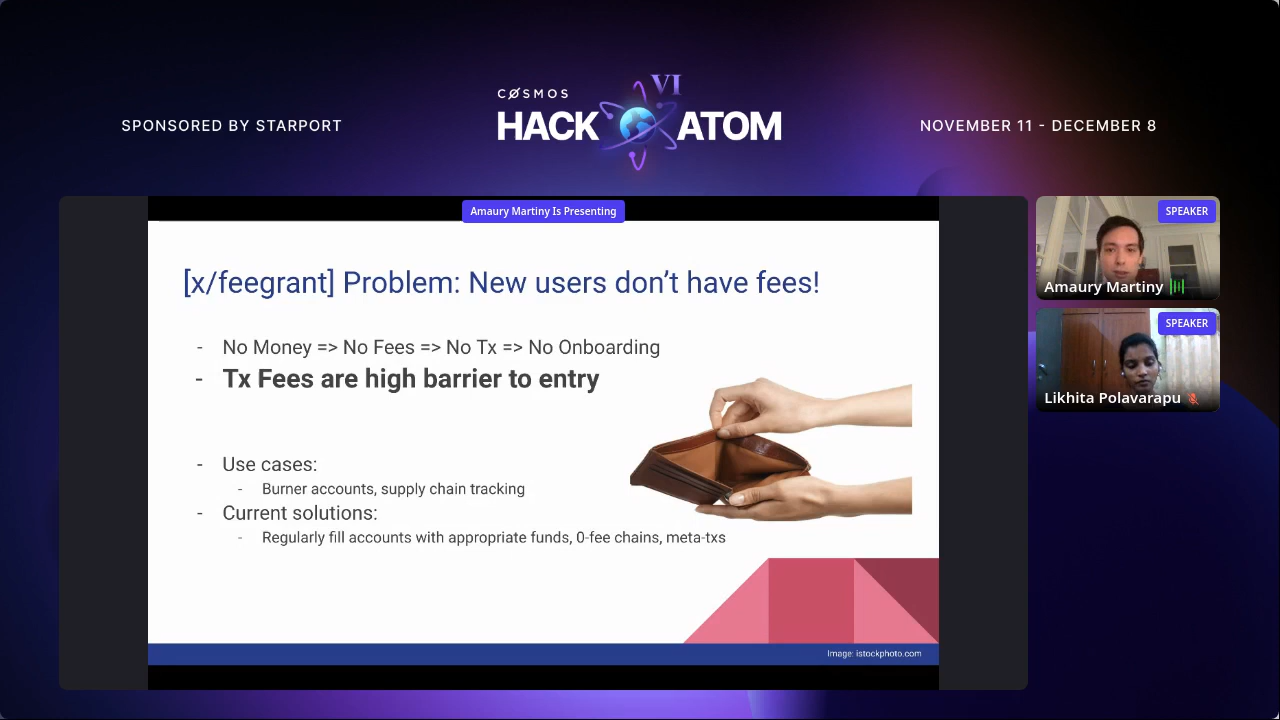 SPONSORED BY STARPORT
COSMOS
VI
HACK ATOM
NOVEMBER 11 - DECEMBER 8
Amaury Martiny Is Presenting
[x/feegrant] Problem: New users don’t have fees!
- No Money => No Fees => No Tx => No Onboarding
- Tx Fees are high barrier to entry
- Use cases:
- Burner accounts, supply chain tracking
- Current solutions:
- Regularly fill accounts with appropriate funds, 0-fee chains, meta-txs
Image: istockphoto.com
SPEAKER
Amaury Martiny
SPEAKER
Likhita Polavarapu